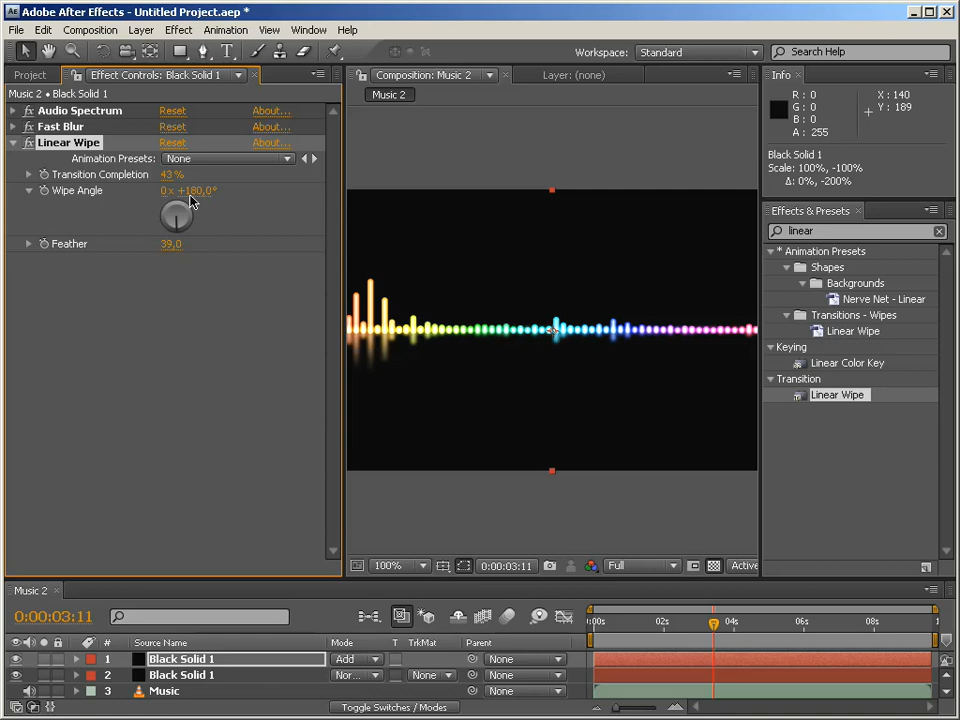 Adobe After Effects - Untitled Project.aep *
File Edit Composition Layer Effect Animation View Window Help
Workspace: Standard Search Help
Project Effect Controls: Black Solid 1
Music 2 • Black Solid 1
fx Audio Spectrum Reset About...
fx Fast Blur Reset About...
fx Linear Wipe Reset About...
Animation Presets: None
Transition Completion 43 %
Wipe Angle 0 x +180,0°
Feather 39,0
Composition: Music 2 Layer: (none)
Music 2
100% 0:00:03:11 Full Active
Info
R: 0 X: 140
G: 0 Y: 189
B: 0
A: 255
Black Solid 1
Scale: 100%, -100%
Δ: 0%, -200%
Effects & Presets
linear
* Animation Presets
Shapes
Backgrounds
Nerve Net - Linear
Transitions - Wipes
Linear Wipe
Keying
Linear Color Key
Transition
Linear Wipe
Music 2
0:00:03:11
:00s 02s 04s 06s 08s 1
# Source Name Mode T TrkMat Parent
1 Black Solid 1 Add None
2 Black Solid 1 Nor... None None
3 Music None
Toggle Switches / Modes